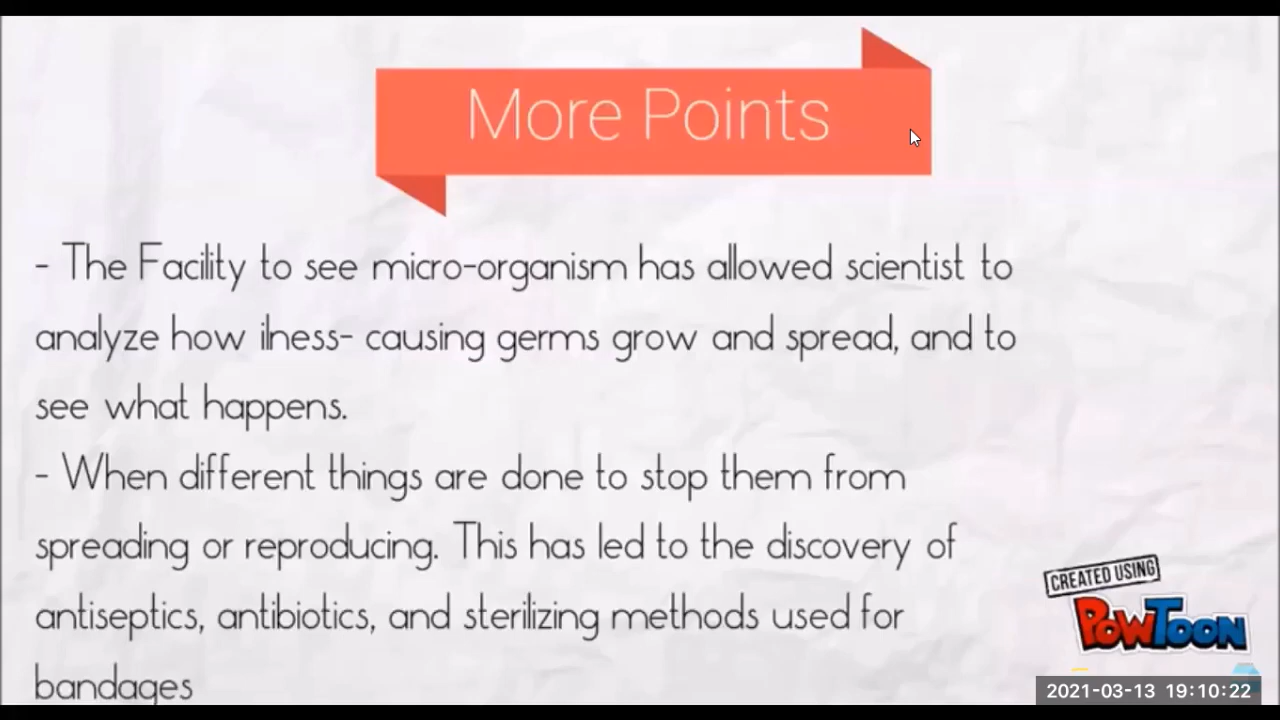 More Points
- The Facility to see micro-organism has allowed scientist to
analyze how ilness- causing germs grow and spread, and to
see what happens.
- When different things are done to stop them from
spreading or reproducing. This has led to the discovery of
antiseptics, antibiotics, and sterilizing methods used for
bandages
CREATED USING
POWTOON
2021-03-13 19:10:22